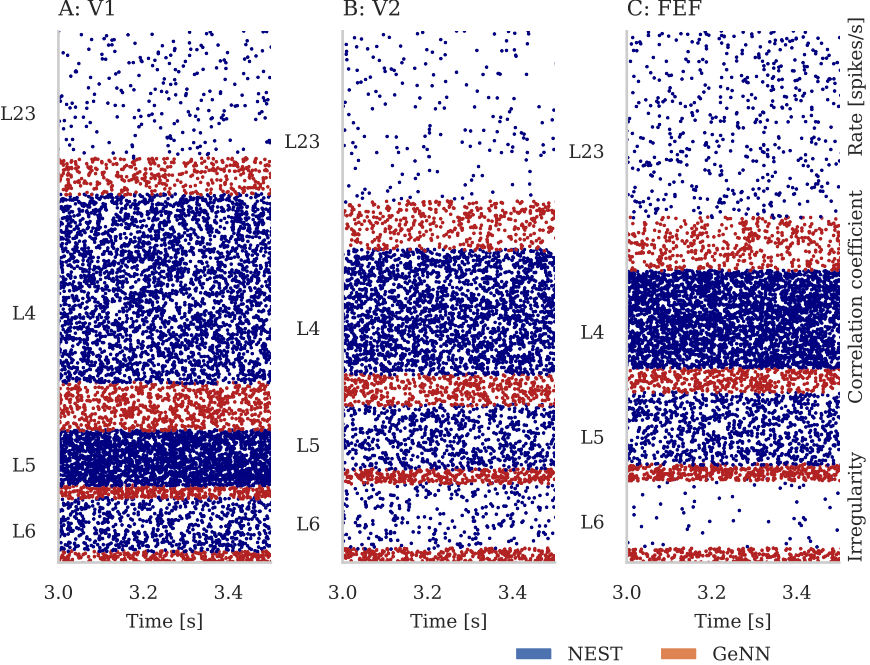 A: V1
B: V2
C: FEF
L23
L4
L5
L6
L23
L4
L5
L6
L23
L4
L5
L6
3.0 3.2 3.4
3.0 3.2 3.4
3.0 3.2 3.4
Time [s]
Time [s]
Time [s]
Rate [spikes/s]
Correlation coefficient
Irregularity
NEST
GeNN